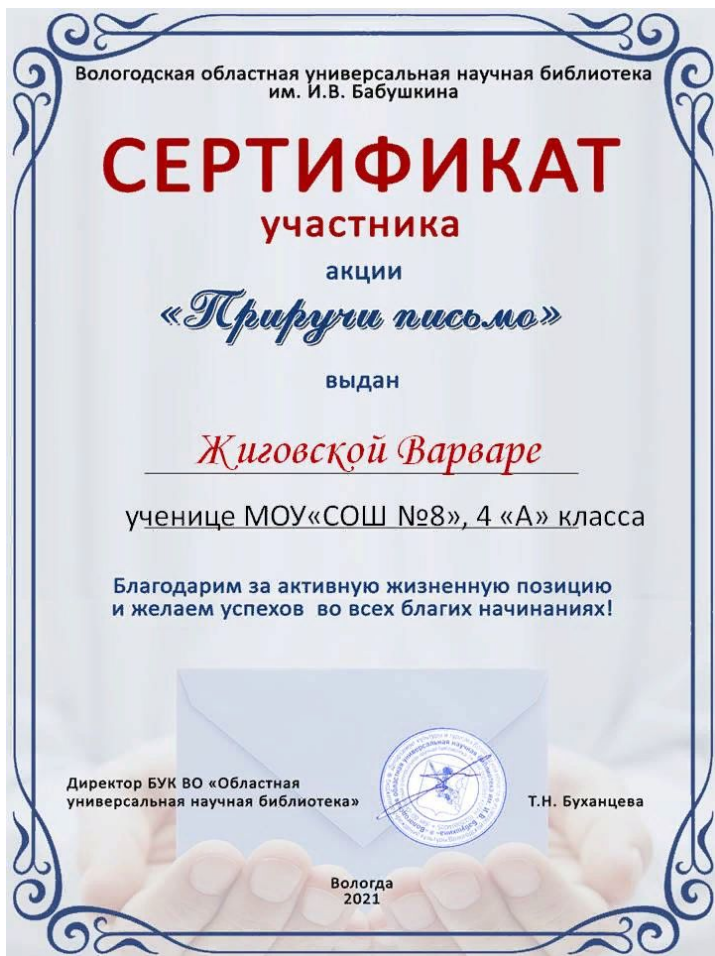 Вологодская областная универсальная научная библиотека
им. И.В. Бабушкина
СЕРТИФИКАТ
участника
акции
«Приручи письмо»
выдан
Жиговской Варваре
ученице МОУ«СОШ №8», 4 «А» класса
Благодарим за активную жизненную позицию
и желаем успехов во всех благих начинаниях!
Директор БУК ВО «Областная
универсальная научная библиотека»
Т.Н. Буханцева
Вологда
2021